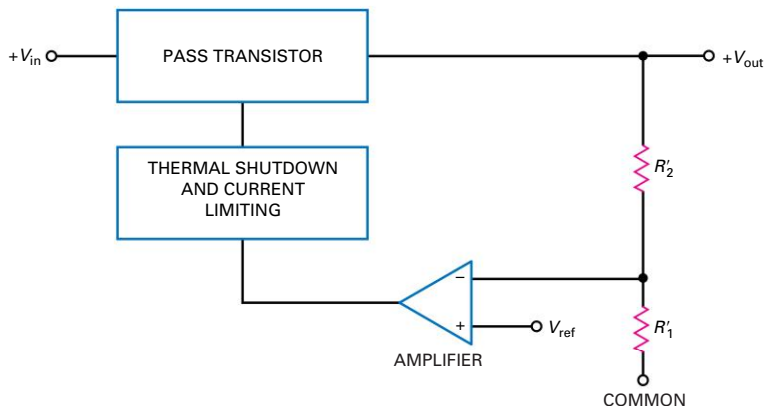 +Vin
PASS TRANSISTOR
+Vout
THERMAL SHUTDOWN
AND CURRENT
LIMITING
R′2
−
+
Vref
R′1
AMPLIFIER
COMMON